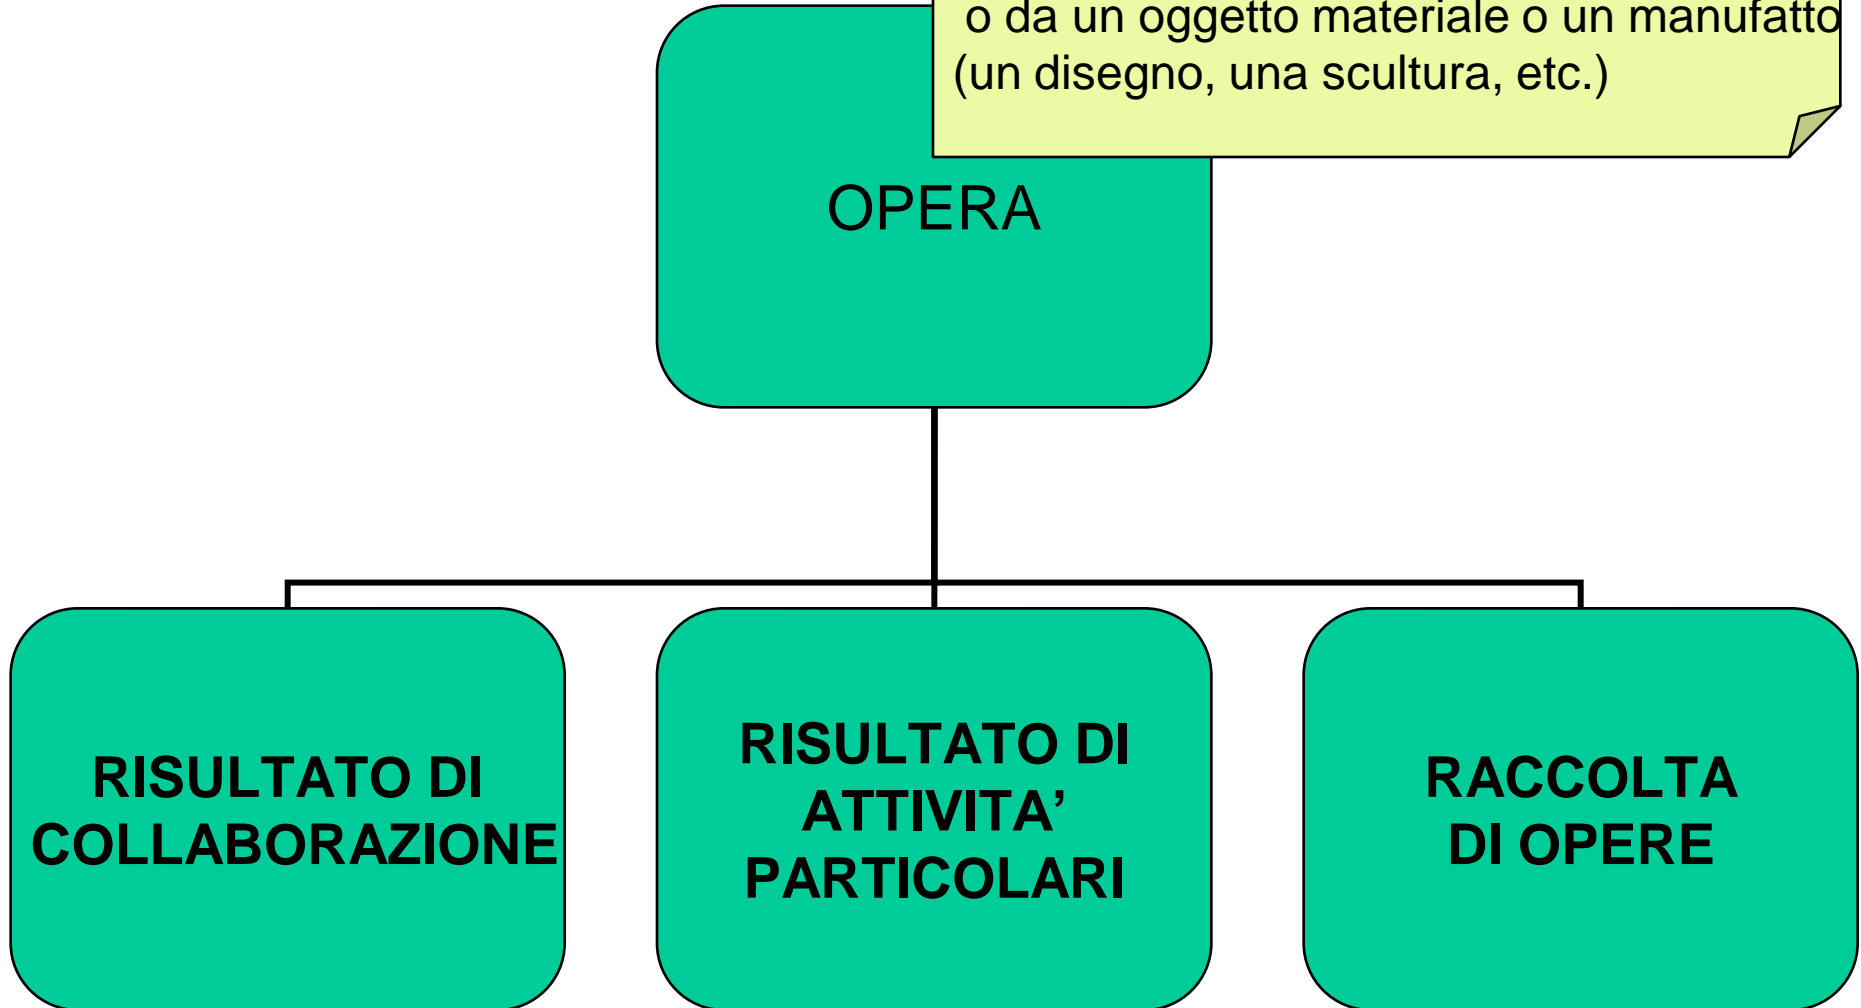 o da un oggetto materiale o un manufatto
(un disegno, una scultura, etc.)
OPERA
RISULTATO DI
COLLABORAZIONE
RISULTATO DI
ATTIVITA’
PARTICOLARI
RACCOLTA
DI OPERE